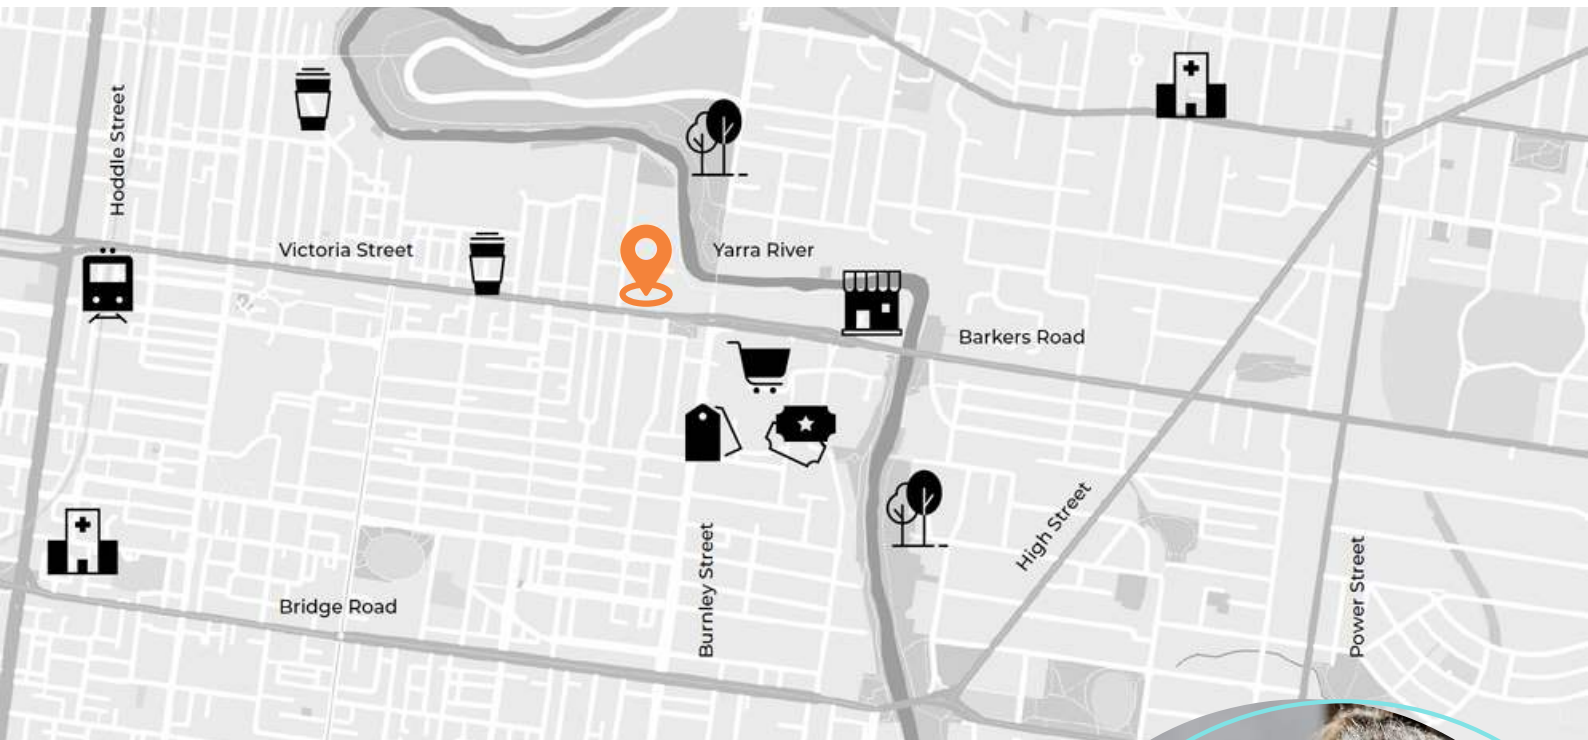 Hoddle Street
Victoria Street
Yarra River
Barkers Road
High Street
Burnley Street
Power Street
Bridge Road